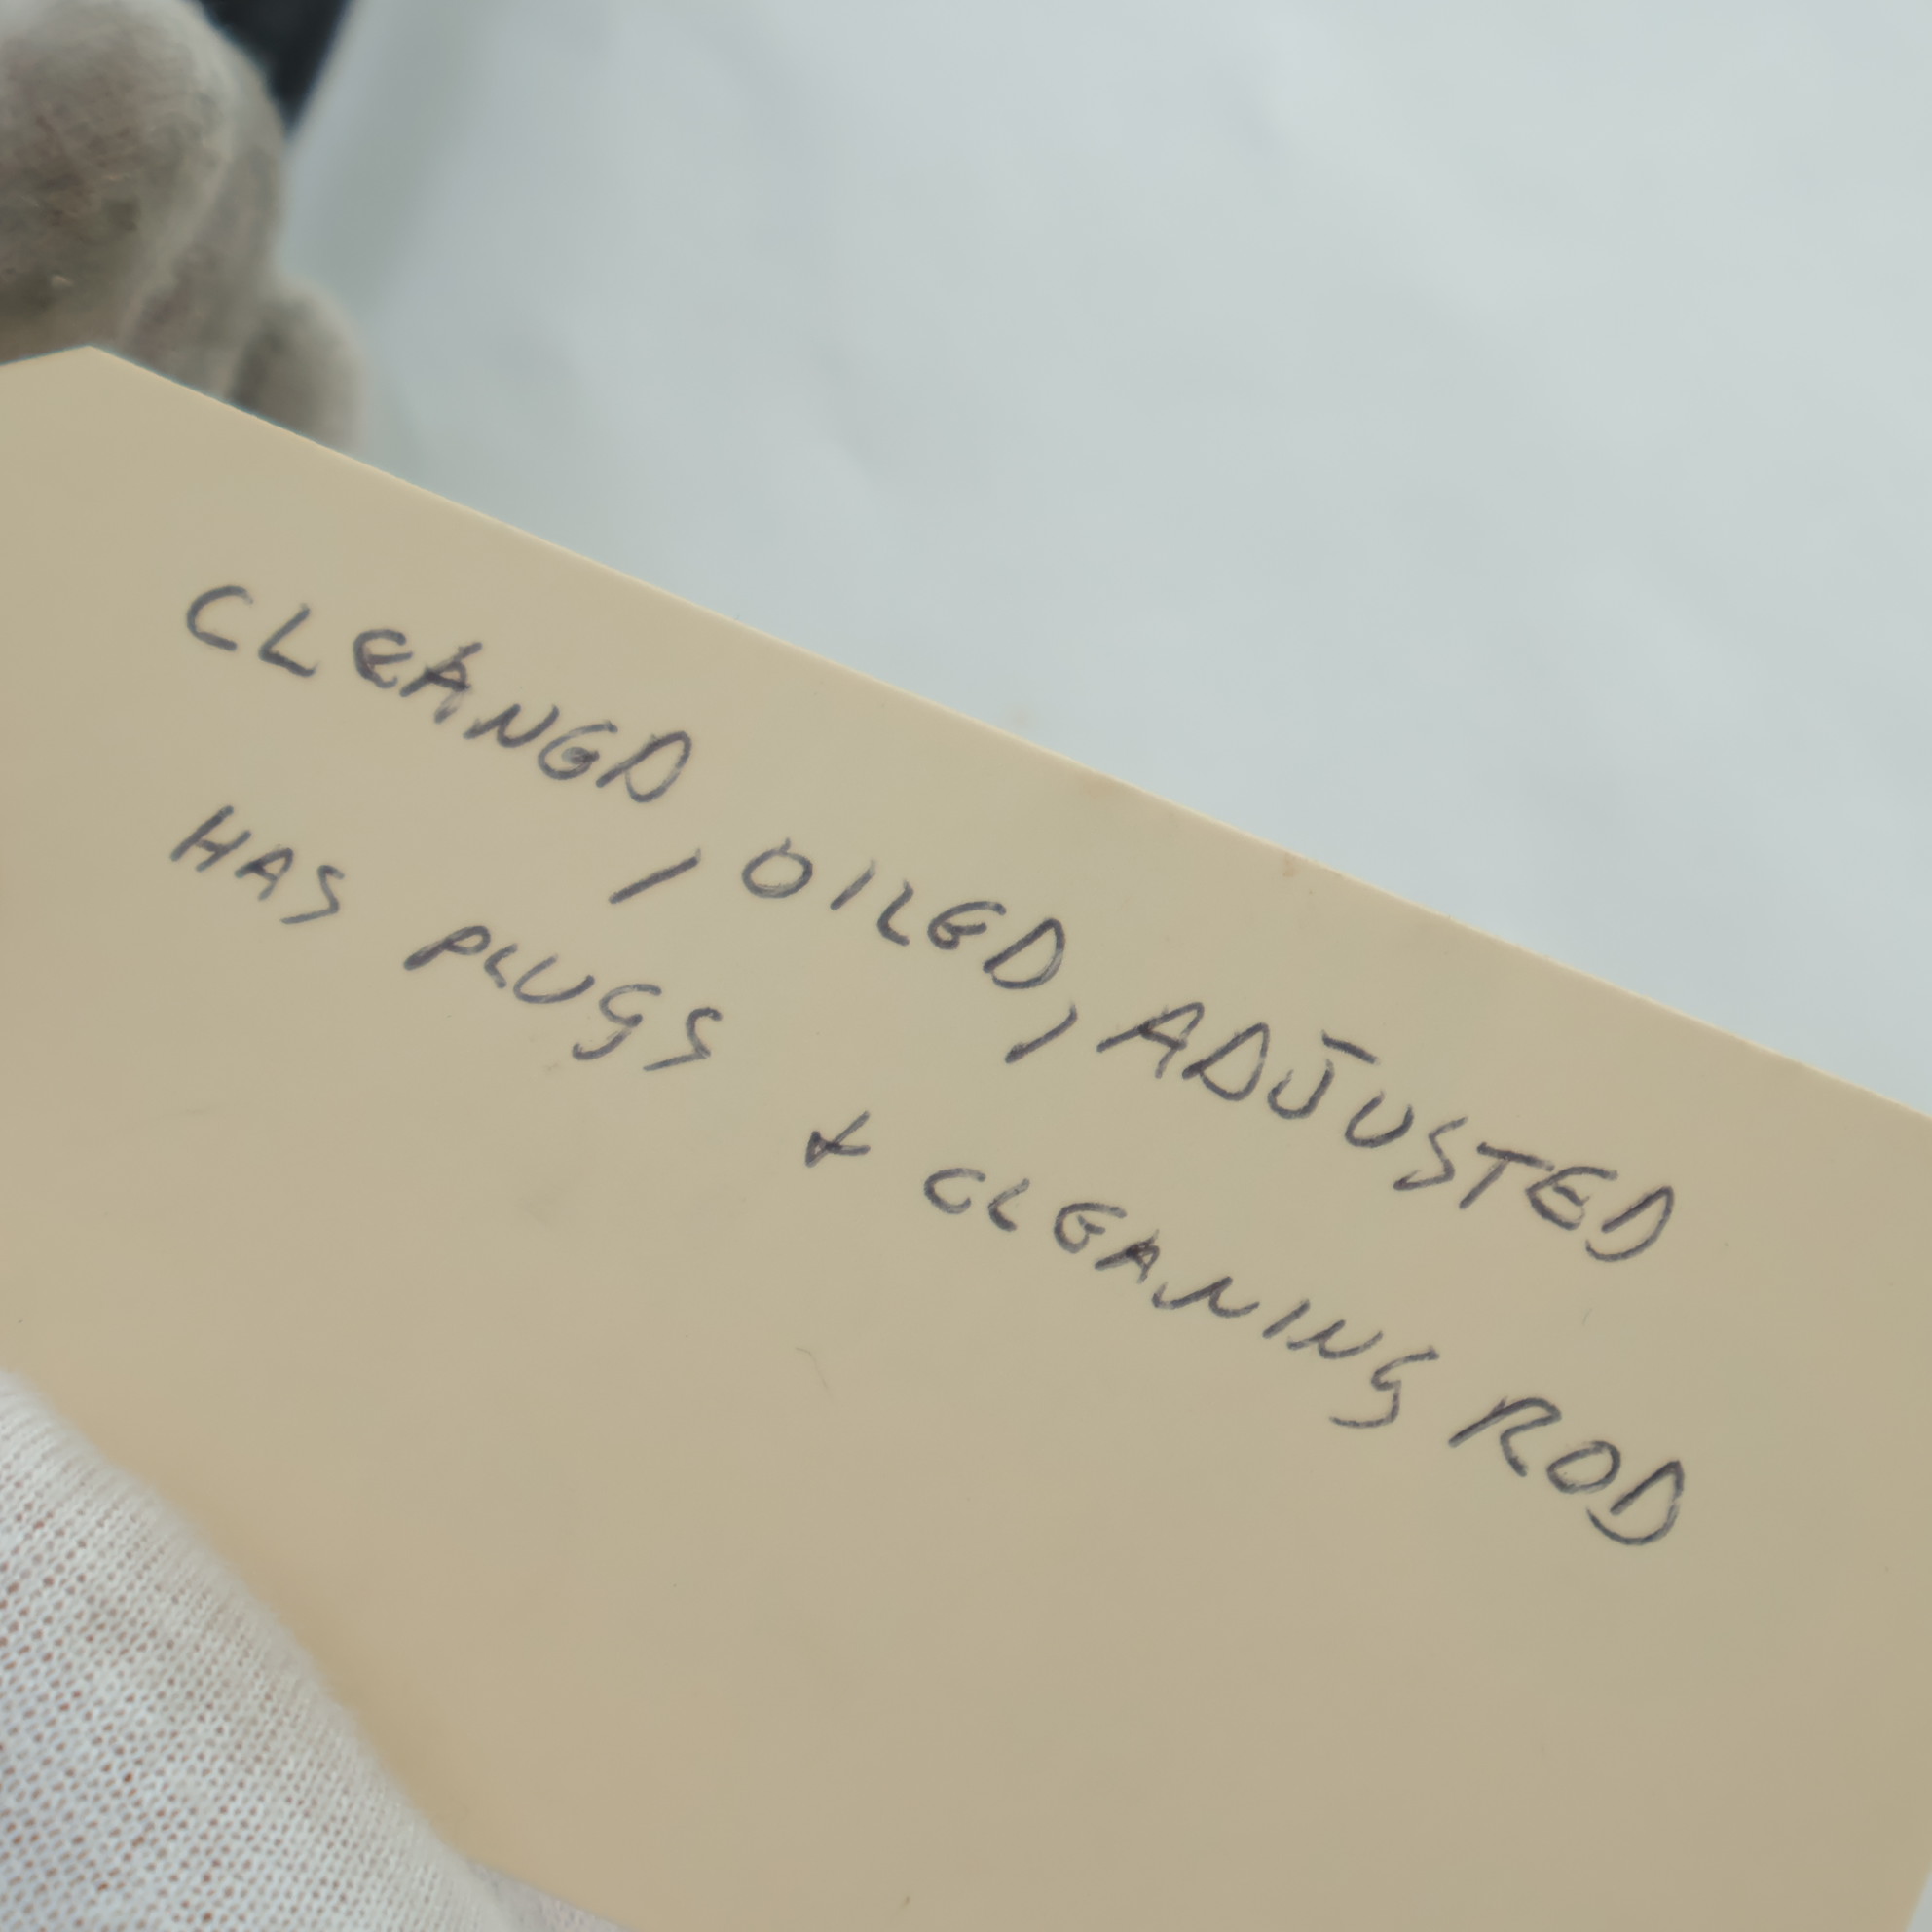 CLEANED, OILED, ADJUSTED
HAS PLUGS & CLEANING ROD